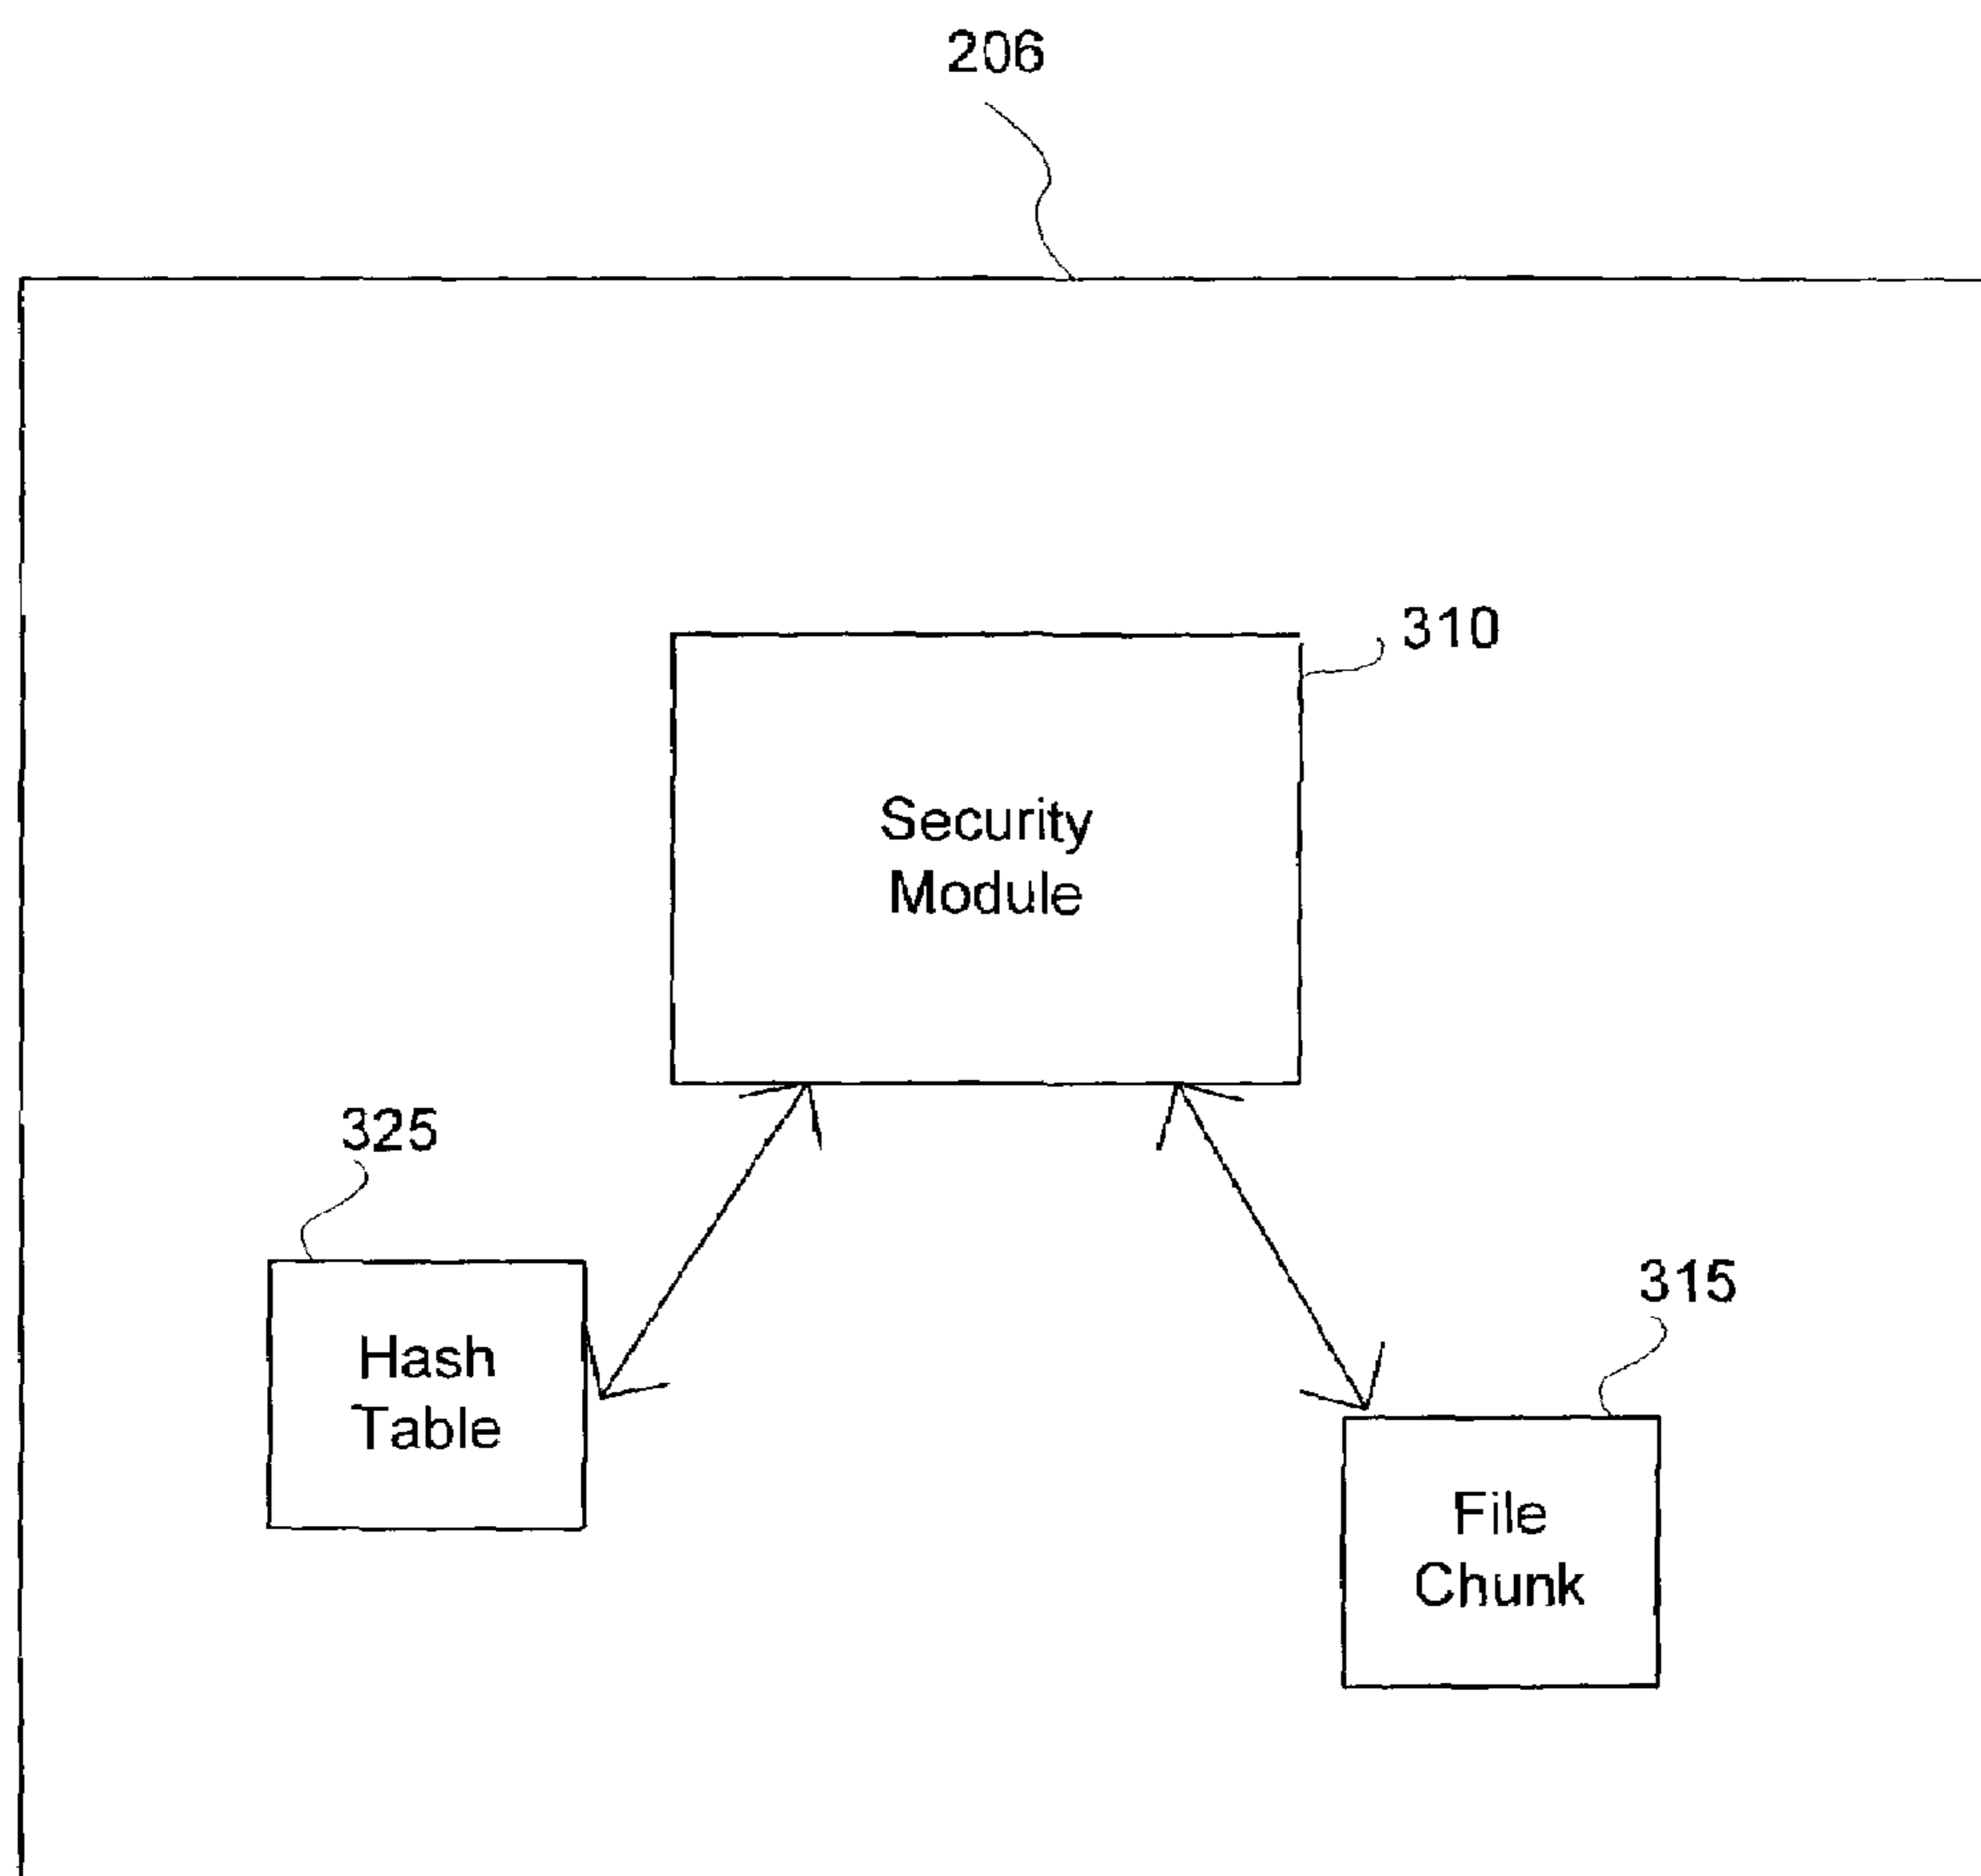 206
310
Security
Module
325
Hash
Table
315
File
Chunk